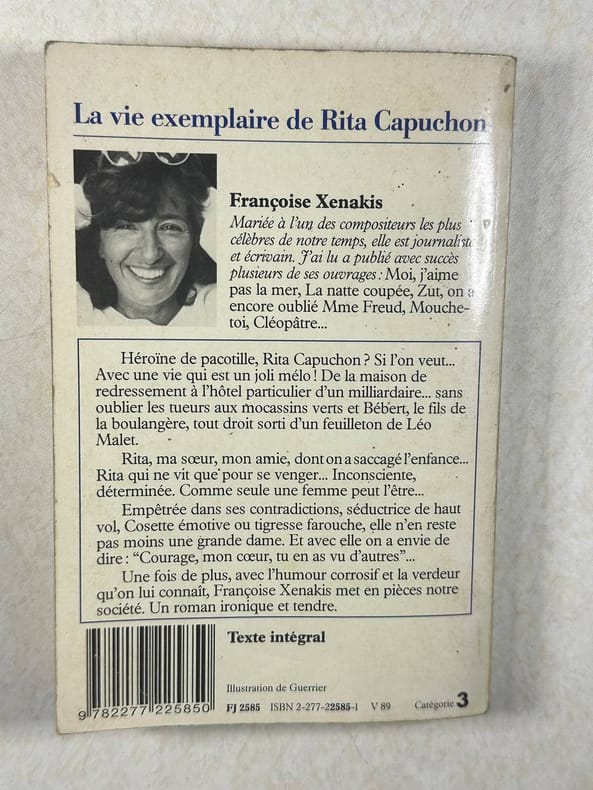 La vie exemplaire de Rita Capuchon
Françoise Xenakis
Mariée à l'un des compositeurs les plus
célèbres de notre temps, elle est journaliste
et écrivain. J'ai lu a publié avec succès
plusieurs de ses ouvrages : Moi, j'aime
pas la mer, La natte coupée, Zut, on a
encore oublié Mme Freud, Mouche-
toi, Cléopâtre...
Héroïne de pacotille, Rita Capuchon ? Si l'on veut...
Avec une vie qui est un joli mélo ! De la maison de
redressement à l'hôtel particulier d'un milliardaire... sans
oublier les tueurs aux mocassins verts et Bébert, le fils de
la boulangère, tout droit sorti d'un feuilleton de Léo
Malet.
Rita, ma sœur, mon amie, dont on a saccagé l'enfance...
Rita qui ne vit que pour se venger... Inconsciente,
déterminée. Comme seule une femme peut l'être...
Empêtrée dans ses contradictions, séductrice de haut
vol, Cosette émotive ou tigresse farouche, elle n'en reste
pas moins une grande dame. Et avec elle on a envie de
dire : "Courage, mon cœur, tu en as vu d'autres"...
Une fois de plus, avec l'humour corrosif et la verdeur
qu'on lui connaît, Françoise Xenakis met en pièces notre
société. Un roman ironique et tendre.
Texte intégral
Illustration de Guerrier
9 782277 225850
FJ 2585 ISBN 2-277-22585-1 V 89 Catégorie 3